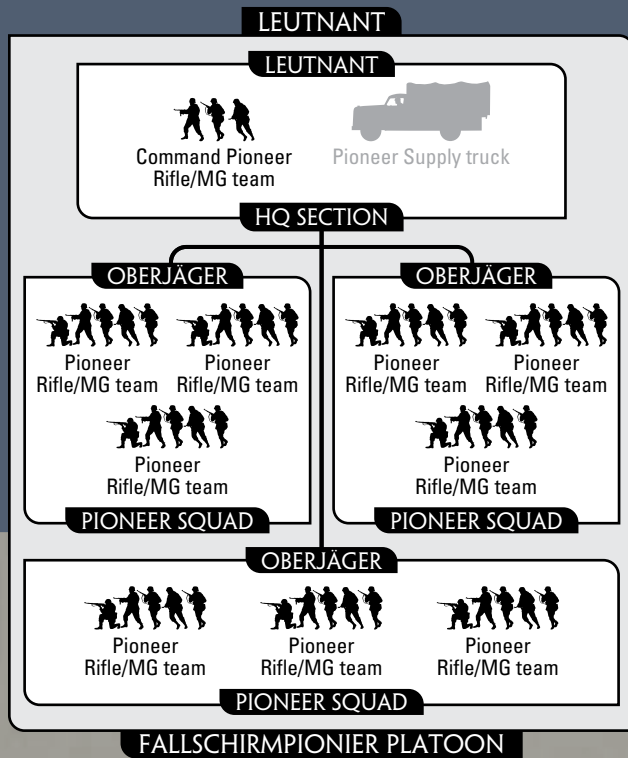 LEUTNANT
LEUTNANT
Command Pioneer
Rifle/MG team
Pioneer Supply truck
HQ SECTION
OBERJÄGER
Pioneer
Rifle/MG team
Pioneer
Rifle/MG team
Pioneer
Rifle/MG team
PIONEER SQUAD
OBERJÄGER
Pioneer
Rifle/MG team
Pioneer
Rifle/MG team
Pioneer
Rifle/MG team
PIONEER SQUAD
OBERJÄGER
Pioneer
Rifle/MG team
Pioneer
Rifle/MG team
Pioneer
Rifle/MG team
PIONEER SQUAD
FALLSCHIRMPIONIER PLATOON